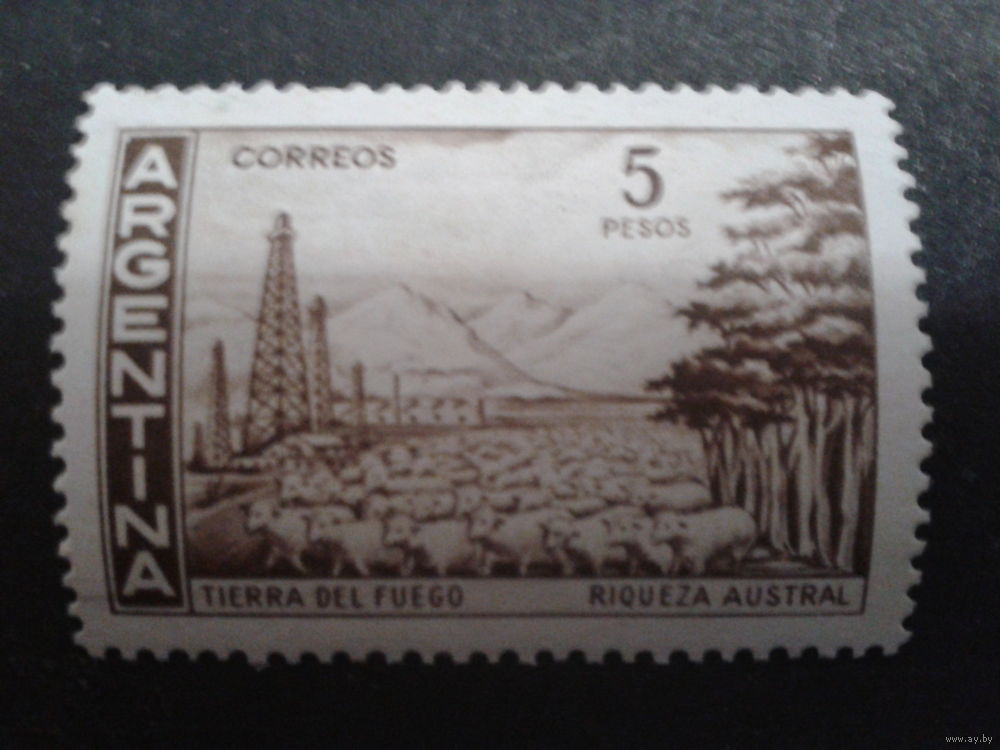 ARGENTINA
CORREOS
5
PESOS
TIERRA DEL FUEGO
RIQUEZA AUSTRAL
www.ay.by